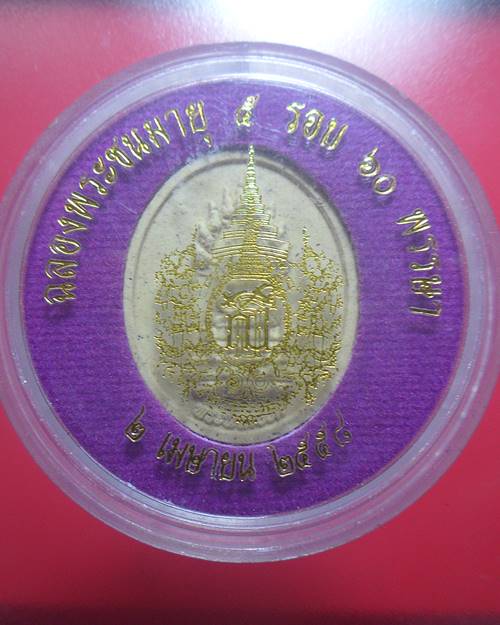 ฉลองพระชนมายุ ๕ รอบ ๖๐ พรรษา
๒ เมษายน ๒๕๕๘